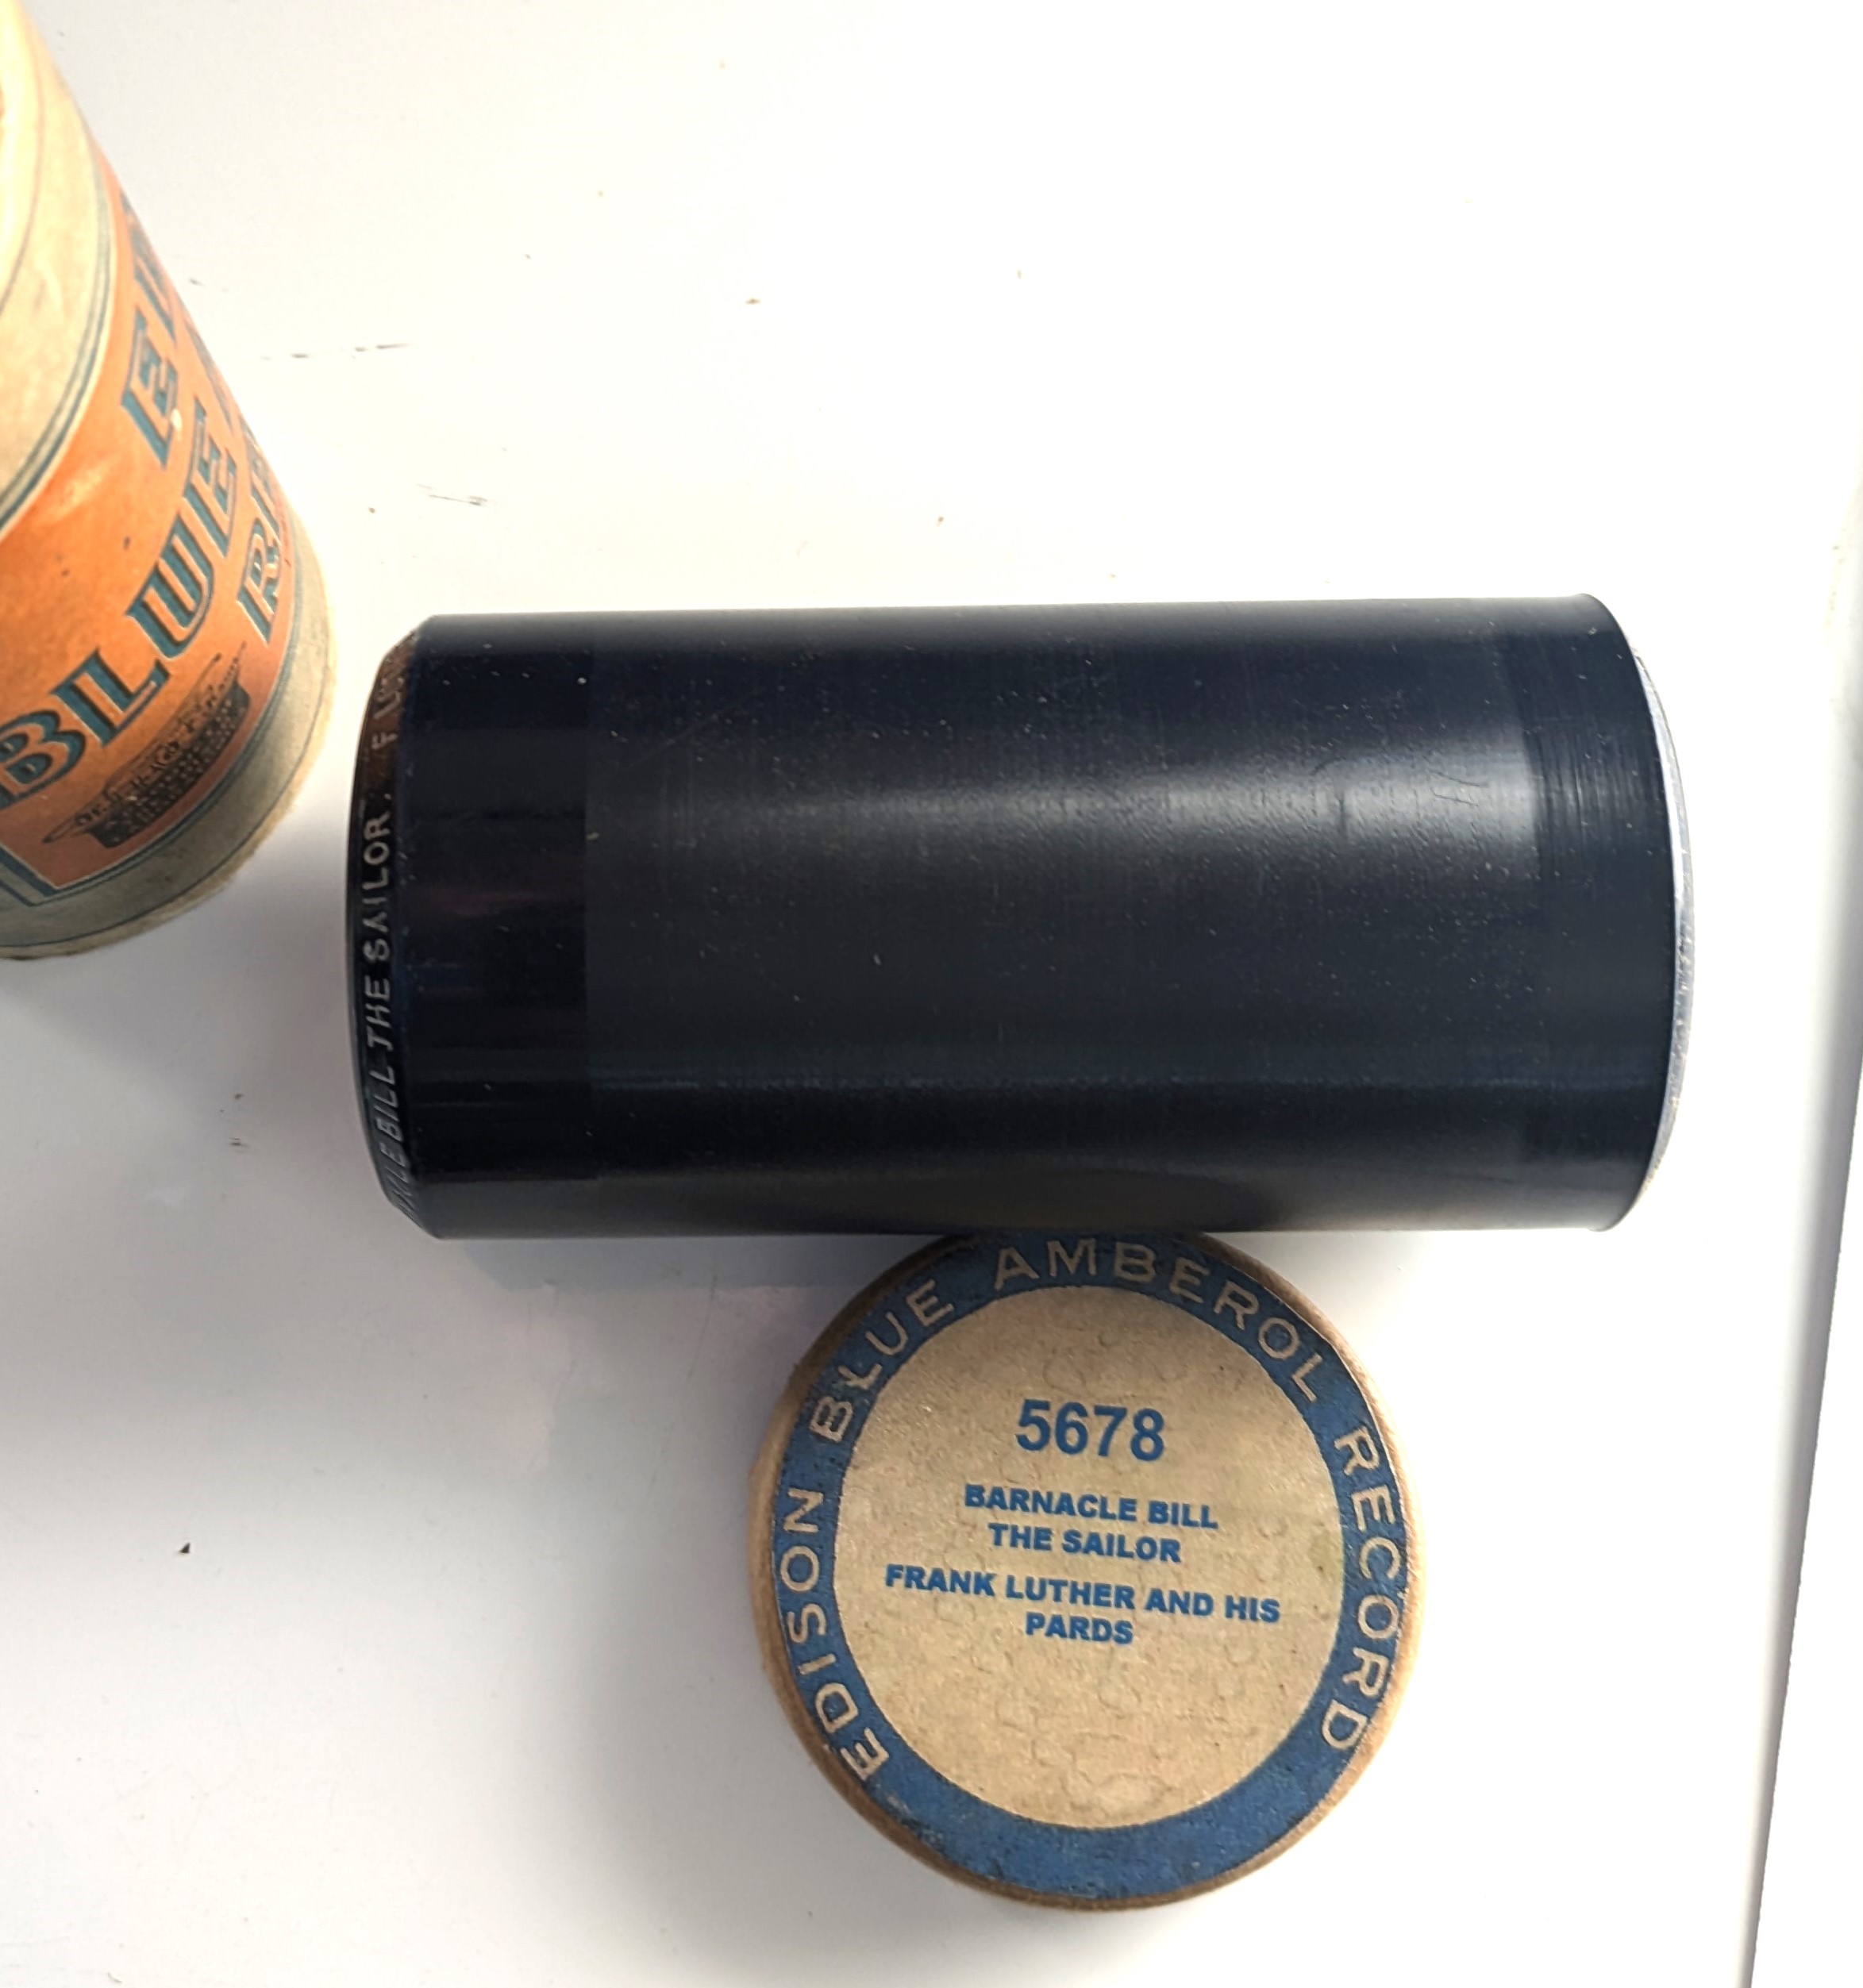 BLUE
BILL THE SAILOR. F
EDISON BLUE AMBEROL RECORD
5678
BARNACLE BILL
THE SAILOR
FRANK LUTHER AND HIS
PARDS